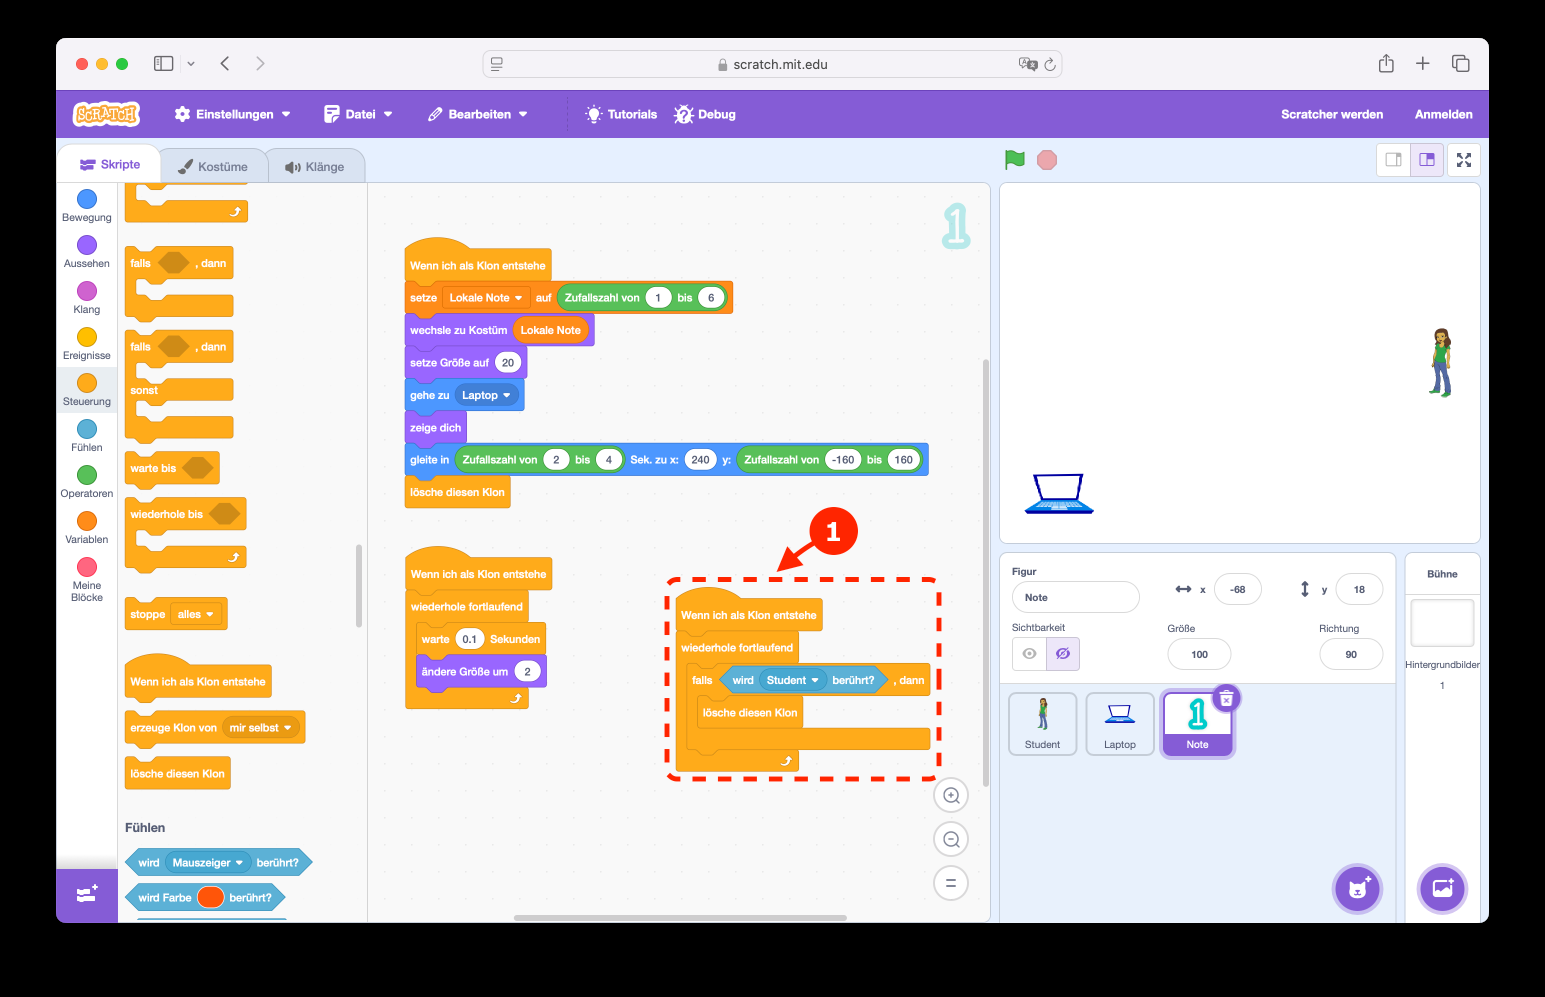 scratch.mit.edu
SCRATCH Einstellungen Datei Bearbeiten Tutorials Debug Scratcher werden Anmelden
Skripte Kostüme Klänge
Bewegung
Aussehen
Klang
Ereignisse
Steuerung
Fühlen
Operatoren
Variablen
Meine
Blöcke
falls , dann
falls , dann
sonst
warte bis
wiederhole bis
stoppe alles
Wenn ich als Klon entstehe
erzeuge Klon von mir selbst
lösche diesen Klon
Fühlen
wird Mauszeiger berührt?
wird Farbe berührt?
1
Wenn ich als Klon entstehe
setze Lokale Note auf Zufallszahl von 1 bis 6
wechsle zu Kostüm Lokale Note
setze Größe auf 20
gehe zu Laptop
zeige dich
gleite in Zufallszahl von 2 bis 4 Sek. zu x: 240 y: Zufallszahl von -160 bis 160
lösche diesen Klon
Wenn ich als Klon entstehe
wiederhole fortlaufend
warte 0.1 Sekunden
ändere Größe um 2
1
Wenn ich als Klon entstehe
wiederhole fortlaufend
falls wird Student berührt? , dann
lösche diesen Klon
Figur
Note
x -68
y 18
Sichtbarkeit
Größe
100
Richtung
90
Student
Laptop
1
Note
Bühne
Hintergrundbilder
1